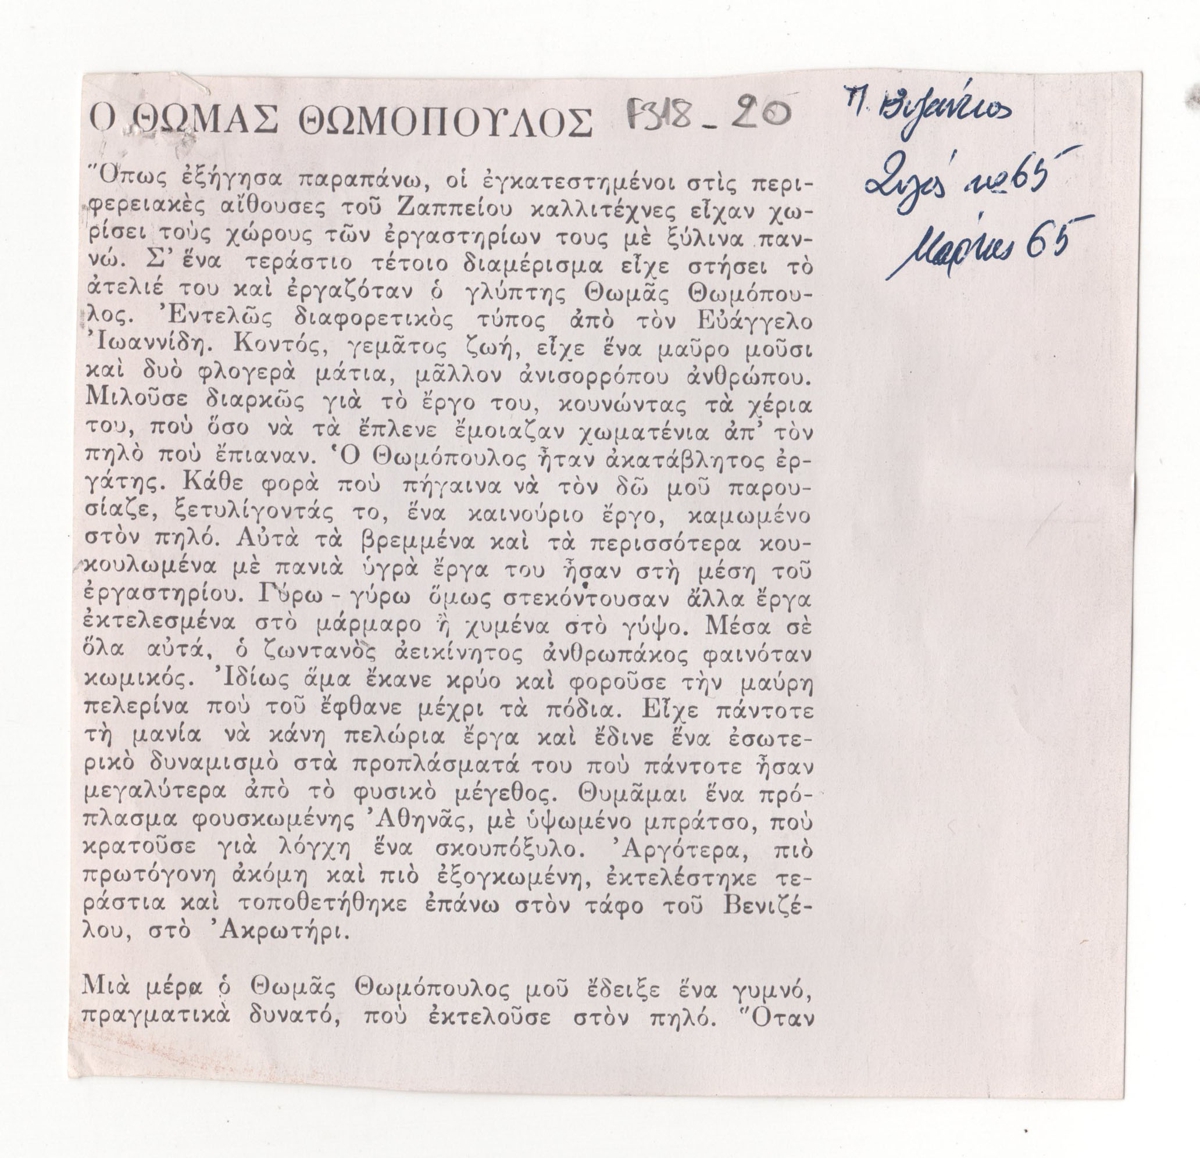 Ο ΘΩΜΑΣ ΘΩΜΟΠΟΥΛΟΣ F318-20
Π. Βυζάντιος
Ζυγός νο 65
Μάρτιος 65
Ὅπως ἐξήγησα παραπάνω, οἱ ἐγκατεστημένοι στὶς περι-
φερειακὲς αἴθουσες τοῦ Ζαππείου καλλιτέχνες εἶχαν χω-
ρίσει τοὺς χώρους τῶν ἐργαστηρίων τους μὲ ξύλινα παν-
νώ. Σ' ἕνα τεράστιο τέτοιο διαμέρισμα εἶχε στήσει τὸ
ἀτελιέ του καὶ ἐργαζόταν ὁ γλύπτης Θωμᾶς Θωμόπου-
λος. Ἐντελῶς διαφορετικὸς τύπος ἀπὸ τὸν Εὐάγγελο
Ἰωαννίδη. Κοντός, γεμᾶτος ζωή, εἶχε ἕνα μαῦρο μοῦσι
καὶ δυὸ φλογερὰ μάτια, μᾶλλον ἀνισορρόπου ἀνθρώπου.
Μιλοῦσε διαρκῶς γιὰ τὸ ἔργο του, κουνώντας τὰ χέρια
του, ποὺ ὅσο νὰ τὰ ἔπλενε ἔμοιαζαν χωματένια ἀπ' τὸν
πηλὸ ποὺ ἔπιαναν. Ὁ Θωμόπουλος ἦταν ἀκατάβλητος ἐρ-
γάτης. Κάθε φορὰ ποὺ πήγαινα νὰ τὸν δῶ μοῦ παρου-
σίαζε, ξετυλίγοντάς το, ἕνα καινούριο ἔργο, καμωμένο
στὸν πηλό. Αὐτὰ τὰ βρεμμένα καὶ τὰ περισσότερα κου-
κουλωμένα μὲ πανιὰ ὑγρὰ ἔργα του ἦσαν στὴ μέση τοῦ
ἐργαστηρίου. Γύρω - γύρω ὅμως στεκόντουσαν ἄλλα ἔργα
ἐκτελεσμένα στὸ μάρμαρο ἢ χυμένα στὸ γύψο. Μέσα σὲ
ὅλα αὐτά, ὁ ζωντανὸς ἀεικίνητος ἀνθρωπάκος φαινόταν
κωμικός. Ἰδίως ἅμα ἔκανε κρύο καὶ φοροῦσε τὴν μαύρη
πελερίνα ποὺ τοῦ ἔφθανε μέχρι τὰ πόδια. Εἶχε πάντοτε
τὴ μανία νὰ κάνη πελώρια ἔργα καὶ ἔδινε ἕνα ἐσωτε-
ρικὸ δυναμισμὸ στὰ προπλάσματά του ποὺ πάντοτε ἦσαν
μεγαλύτερα ἀπὸ τὸ φυσικὸ μέγεθος. Θυμᾶμαι ἕνα πρό-
πλασμα φουσκωμένης Ἀθηνᾶς, μὲ ὑψωμένο μπράτσο, ποὺ
κρατοῦσε γιὰ λόγχη ἕνα σκουπόξυλο. Ἀργότερα, πιὸ
πρωτόγονη ἀκόμη καὶ πιὸ ἐξογκωμένη, ἐκτελέστηκε τε-
ράστια καὶ τοποθετήθηκε ἐπάνω στὸν τάφο τοῦ Βενιζέ-
λου, στὸ Ἀκρωτήρι.
Μιὰ μέρα ὁ Θωμᾶς Θωμόπουλος μοῦ ἔδειξε ἕνα γυμνό,
πραγματικὰ δυνατό, ποὺ ἐκτελοῦσε στὸν πηλό. Ὅταν